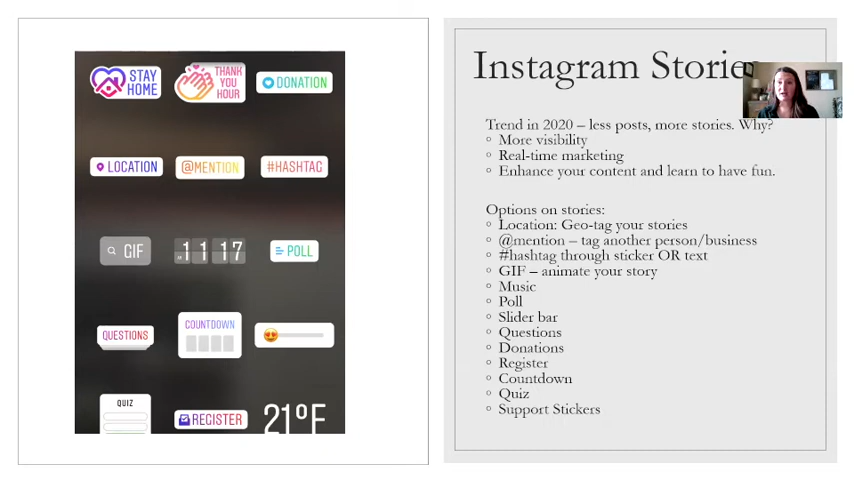 STAY
HOME
THANK
YOU
HOUR
DONATION
LOCATION
@MENTION
#HASHTAG
GIF
11 17
POLL
QUESTIONS
COUNTDOWN
QUIZ
REGISTER
21°F
Instagram Storie
Trend in 2020 – less posts, more stories. Why?
◦ More visibility
◦ Real-time marketing
◦ Enhance your content and learn to have fun.
Options on stories:
◦ Location: Geo-tag your stories
◦ @mention – tag another person/business
◦ #hashtag through sticker OR text
◦ GIF – animate your story
◦ Music
◦ Poll
◦ Slider bar
◦ Questions
◦ Donations
◦ Register
◦ Countdown
◦ Quiz
◦ Support Stickers